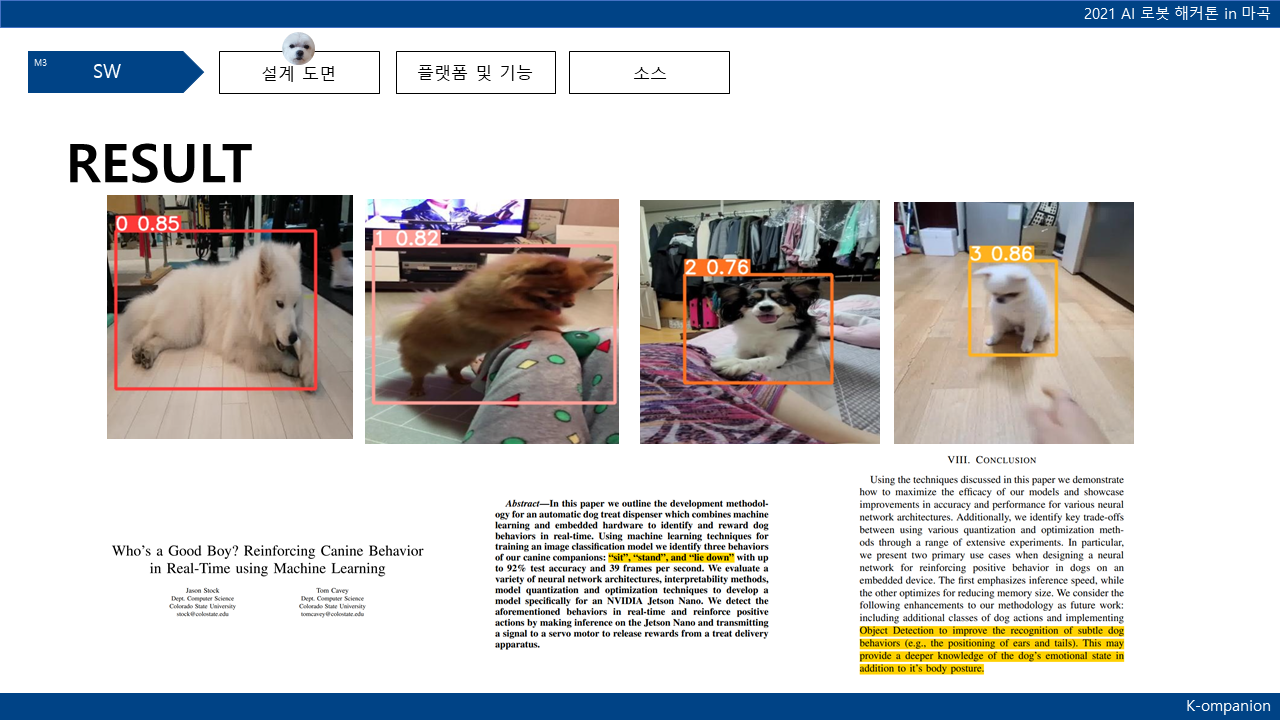 2021 AI 로봇 해커톤 in 마곡
M3
SW
설계 도면
플랫폼 및 기능
소스
RESULT
0 0.85
1 0.82
2 0.76
3 0.86
Who's a Good Boy? Reinforcing Canine Behavior
in Real-Time using Machine Learning
Jason Stock
Dept. Computer Science
Colorado State University
stock@colostate.edu
Tom Cavey
Dept. Computer Science
Colorado State University
tomcavey@colostate.edu
Abstract—In this paper we outline the development methodol-
ogy for an automatic dog treat dispenser which combines machine
learning and embedded hardware to identify and reward dog
behaviors in real-time. Using machine learning techniques for
training an image classification model we identify three behaviors
of our canine companions: “sit”, “stand”, and “lie down” with up
to 92% test accuracy and 39 frames per second. We evaluate a
variety of neural network architectures, interpretability methods,
model quantization and optimization techniques to develop a
model specifically for an NVIDIA Jetson Nano. We detect the
aforementioned behaviors in real-time and reinforce positive
actions by making inference on the Jetson Nano and transmitting
a signal to a servo motor to release rewards from a treat delivery
apparatus.
VIII. CONCLUSION
Using the techniques discussed in this paper we demonstrate
how to maximize the efficacy of our models and showcase
improvements in accuracy and performance for various neural
network architectures. Additionally, we identify key trade-offs
between using various quantization and optimization meth-
ods through a range of extensive experiments. In particular,
we present two primary use cases when designing a neural
network for reinforcing positive behavior in dogs on an
embedded device. The first emphasizes inference speed, while
the other optimizes for reducing memory size. We consider the
following enhancements to our methodology as future work:
including additional classes of dog actions and implementing
Object Detection to improve the recognition of subtle dog
behaviors (e.g., the positioning of ears and tails). This may
provide a deeper knowledge of the dog's emotional state in
addition to it's body posture.
K-ompanion